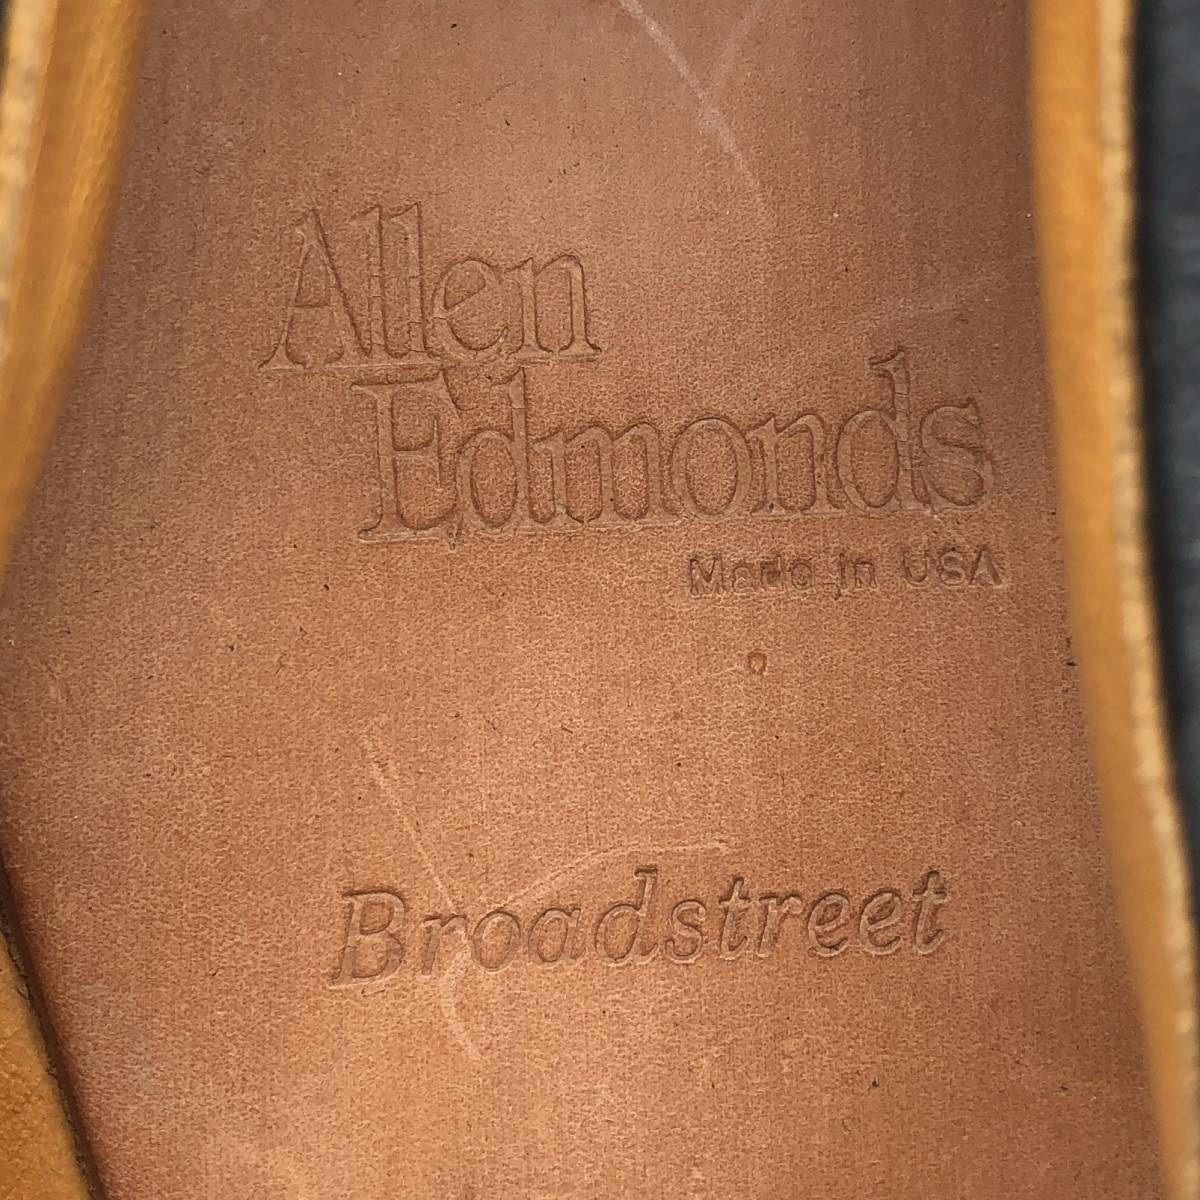 Allen
Edmonds
Made in USA
Broadstreet